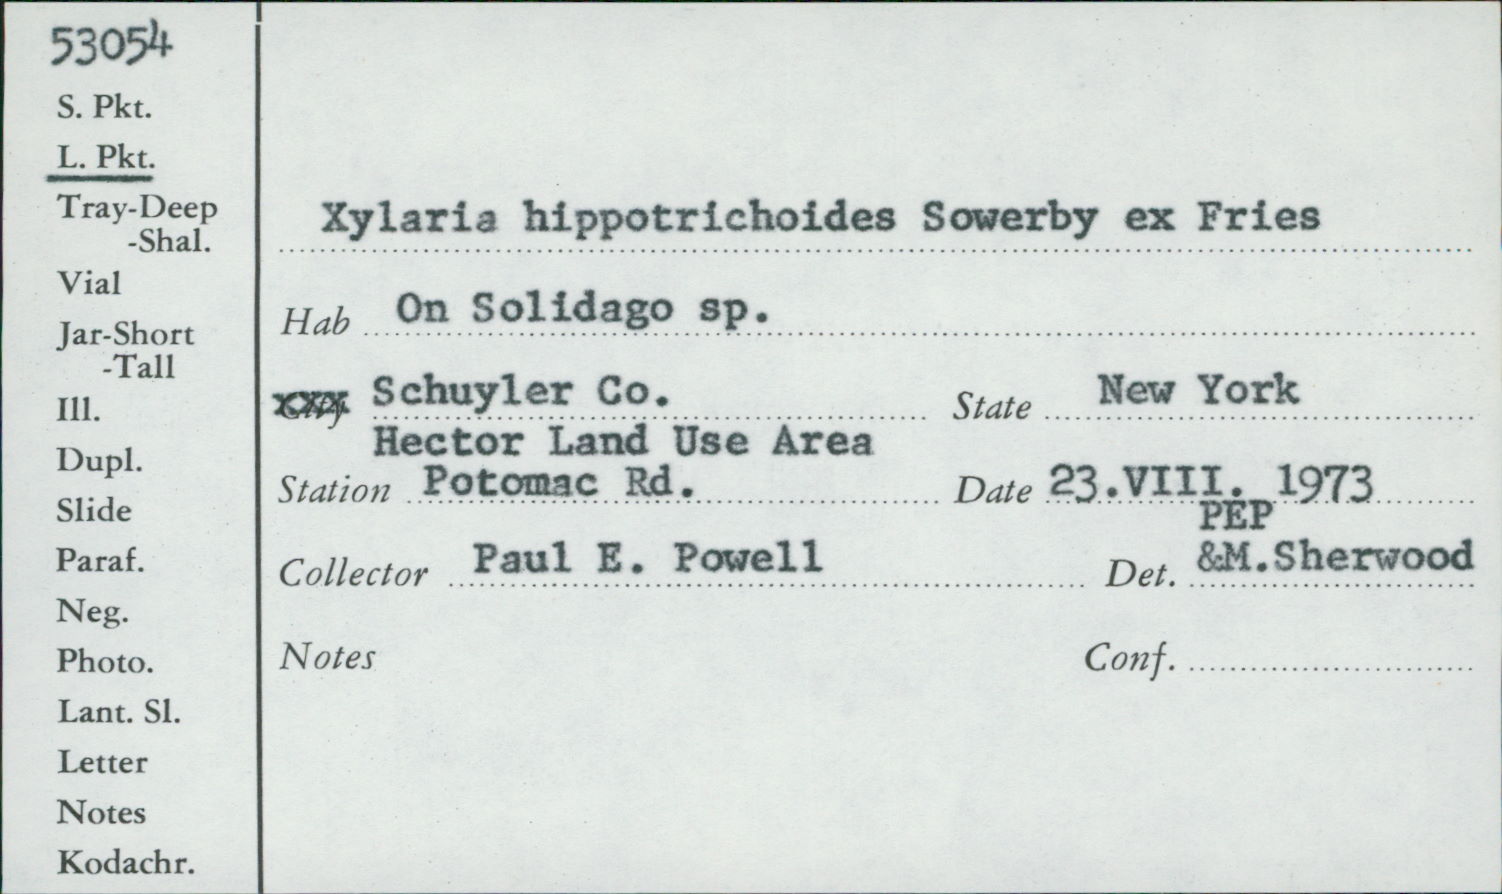 53054
S. Pkt.
L. Pkt.
Tray-Deep
-Shal.
Vial
Jar-Short
-Tall
Ill.
Dupl.
Slide
Paraf.
Neg.
Photo.
Lant. Sl.
Letter
Notes
Kodachr.
Xylaria hippotrichoides Sowerby ex Fries
Hab On Solidago sp.
City Schuyler Co. State New York
Hector Land Use Area
Station Potomac Rd. Date 23.VIII. 1973
PEP
Collector Paul E. Powell Det. &M.Sherwood
Notes Conf.